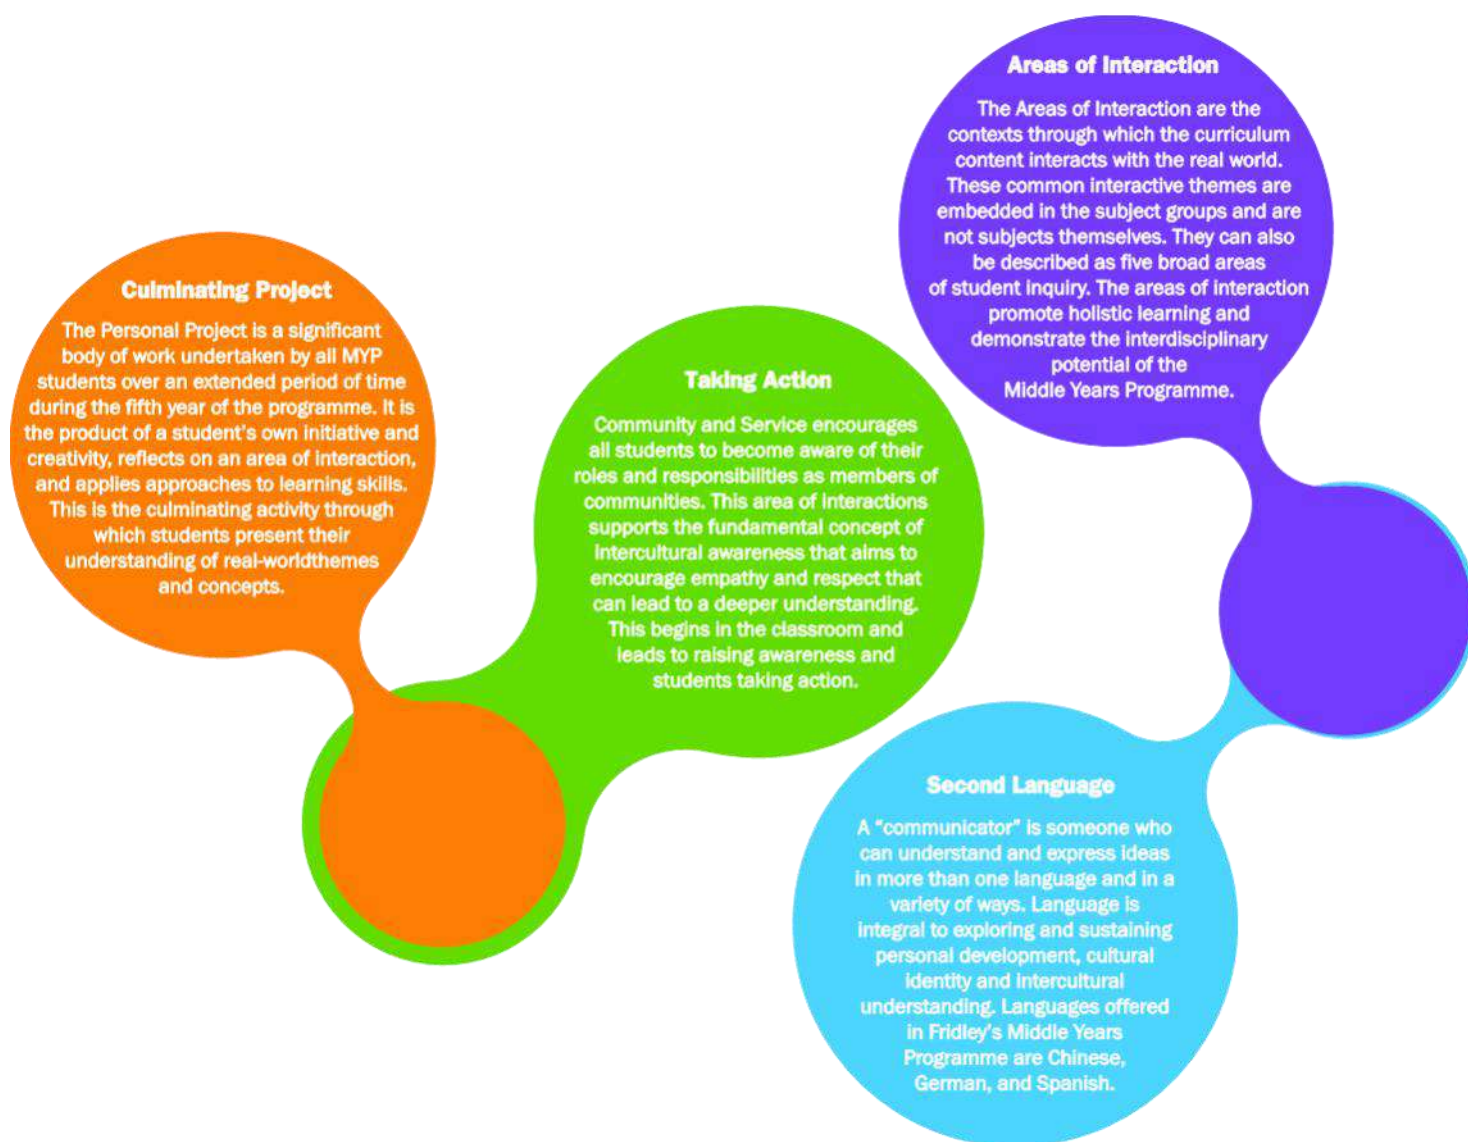 Culminating Project
The Personal Project is a significant
body of work undertaken by all MYP
students over an extended period of time
during the fifth year of the programme. It is
the product of a student's own initiative and
creativity, reflects on an area of interaction,
and applies approaches to learning skills.
This is the culminating activity through
which students present their
understanding of real-worldthemes
and concepts.
Taking Action
Community and Service encourages
all students to become aware of their
roles and responsibilities as members of
communities. This area of interactions
supports the fundamental concept of
intercultural awareness that aims to
encourage empathy and respect that
can lead to a deeper understanding.
This begins in the classroom and
leads to raising awareness and
students taking action.
Areas of Interaction
The Areas of Interaction are the
contexts through which the curriculum
content interacts with the real world.
These common interactive themes are
embedded in the subject groups and are
not subjects themselves. They can also
be described as five broad areas
of student inquiry. The areas of interaction
promote holistic learning and
demonstrate the interdisciplinary
potential of the
Middle Years Programme.
Second Language
A “communicator” is someone who
can understand and express ideas
in more than one language and in a
variety of ways. Language is
integral to exploring and sustaining
personal development, cultural
identity and intercultural
understanding. Languages offered
in Fridley's Middle Years
Programme are Chinese,
German, and Spanish.